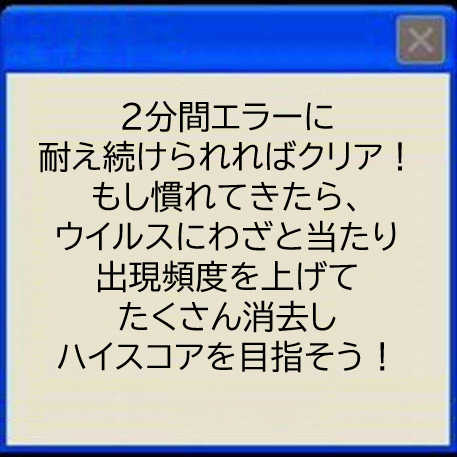 2分間エラーに
耐え続けられればクリア！
もし慣れてきたら、
ウイルスにわざと当たり
出現頻度を上げて
たくさん消去し
ハイスコアを目指そう！